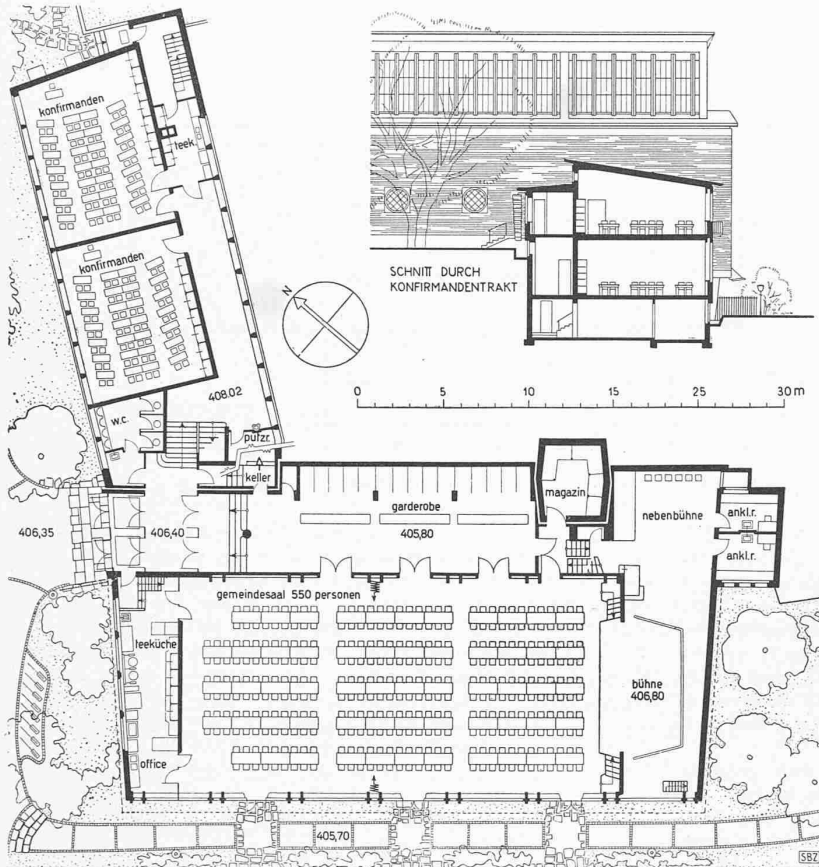 konfirmanden
teek.
konfirmanden
SCHNITT DURCH
KONFIRMANDENTRAKT
N
408.02
0 5 10 15 20 25 30 m
w.c.
putzr.
keller
magazin
garderobe
405,80
nebenbühne
ankl.r.
ankl.r.
406,35
406,40
gemeindesaal 550 personen
teeküche
bühne
406,80
office
405,70
SBZ